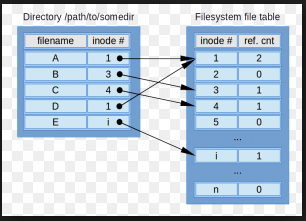 Directory /path/to/somedir
filename inode #
A 1
B 3
C 4
D 1
E i
Filesystem file table
inode # ref. cnt
1 2
2 0
3 1
4 1
5 0
...
i 1
...
n 0